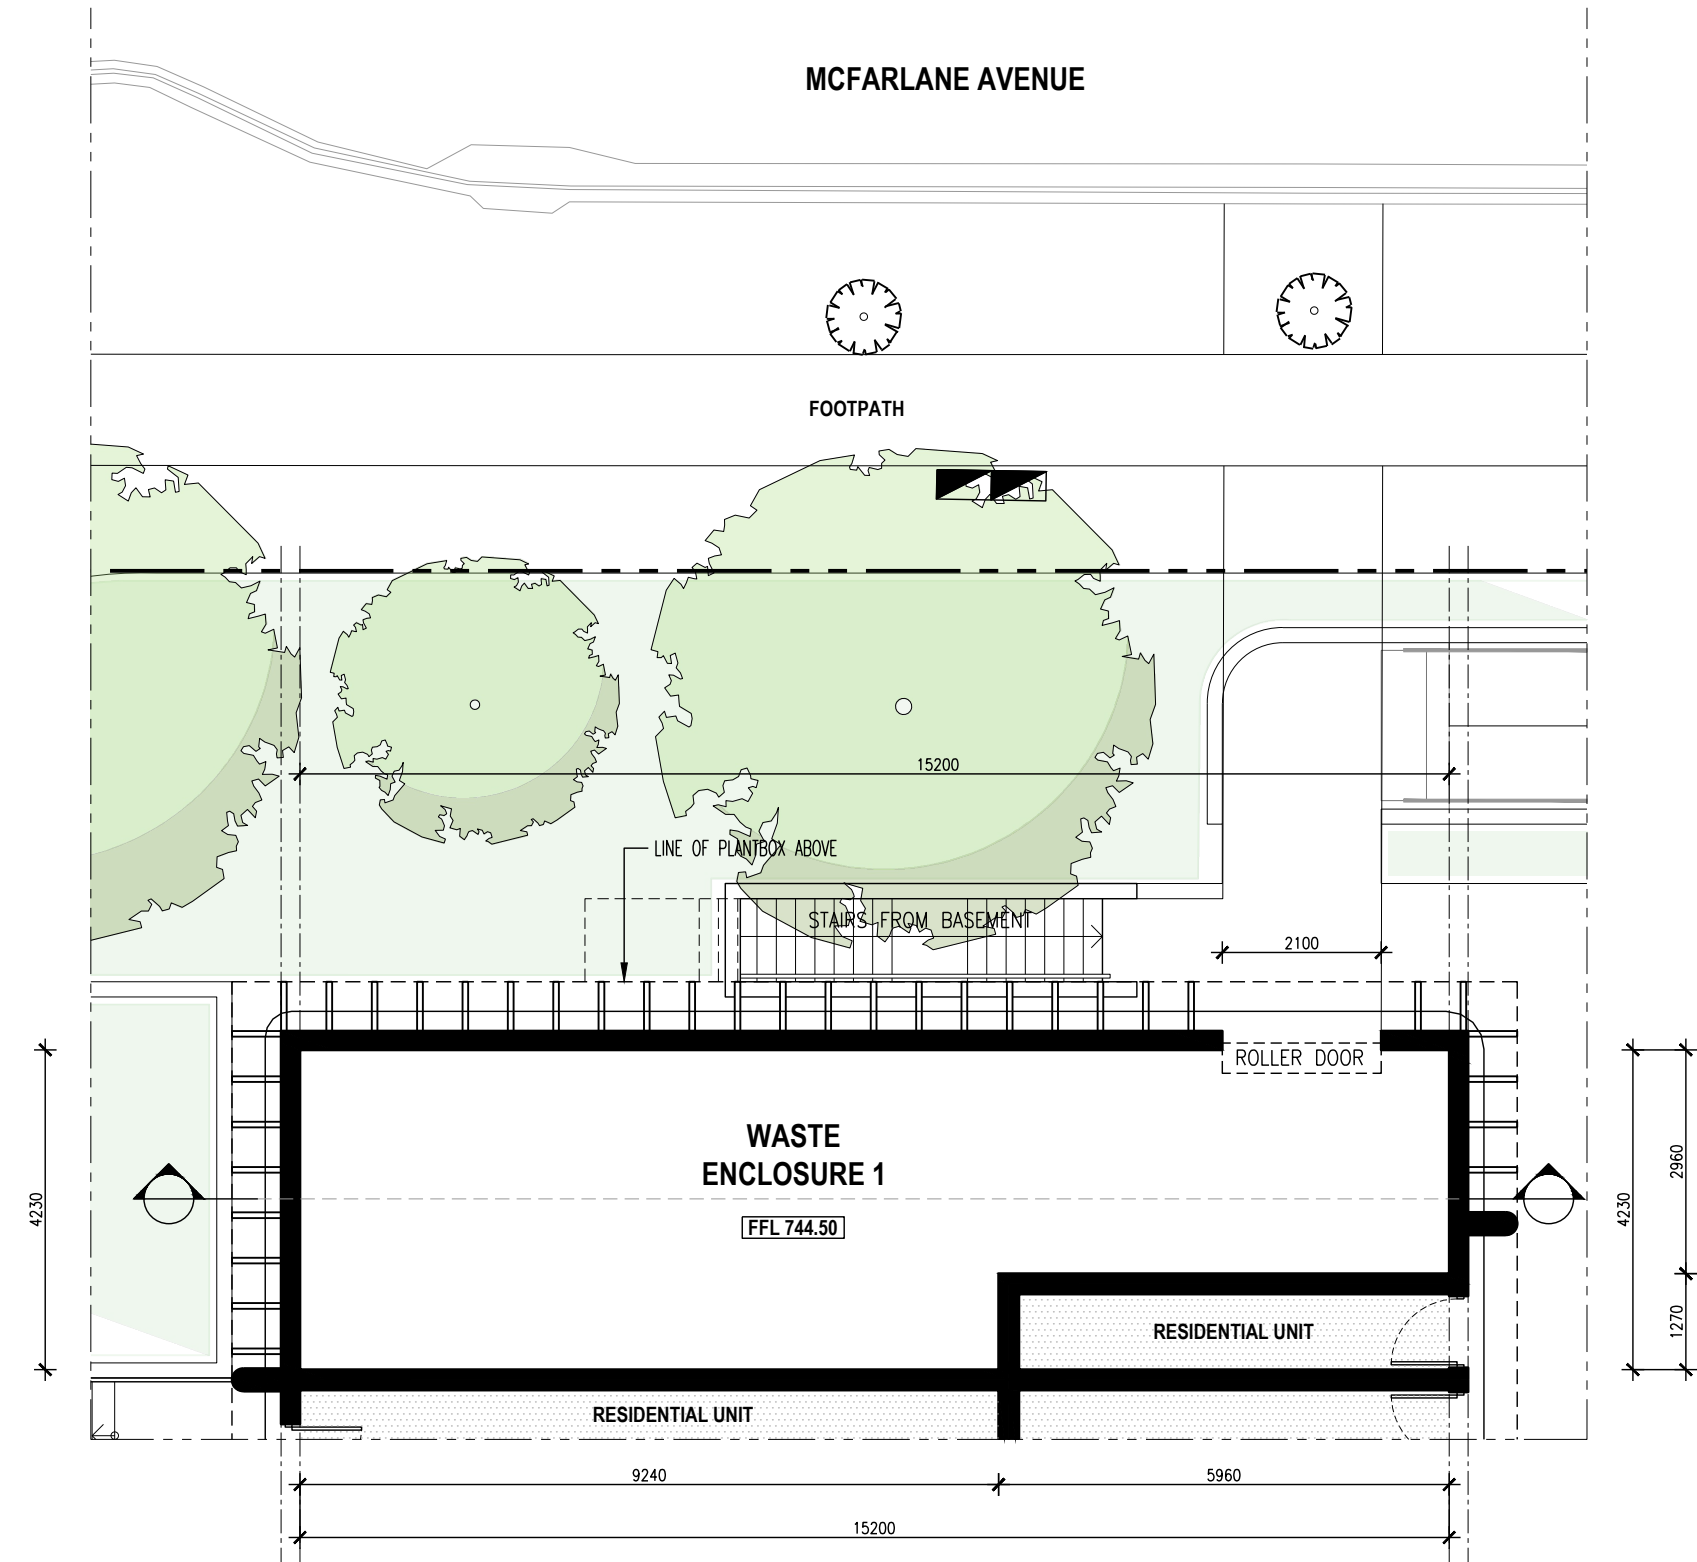 MCFARLANE AVENUE
FOOTPATH
15200
LINE OF PLANTBOX ABOVE
STAIRS FROM BASEMENT
2100
ROLLER DOOR
WASTE
ENCLOSURE 1
FFL 744.50
4230
4230
2960
1270
RESIDENTIAL UNIT
RESIDENTIAL UNIT
9240
5960
15200